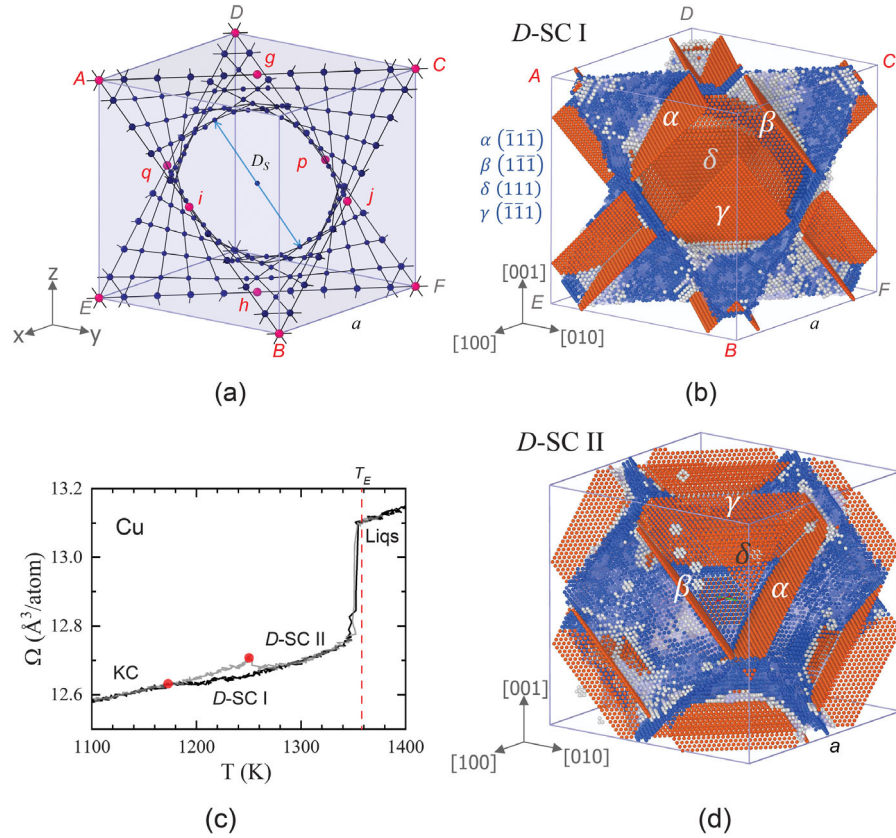 D
g
A
C
D_S
q
p
i
j
z
E
F
h
x
y
a
B
(a)
D-SC I
D
A
C
α
β
α (1̄11̄)
β (11̄1̄)
δ
δ (111)
γ (1̄1̄1)
γ
[001]
E
F
[100]
[010]
a
B
(b)
T_E
13.2
Cu
Liqs
13.0
Ω (Å³/atom)
12.8
D-SC II
KC
12.6
D-SC I
1100
1200
1300
1400
T (K)
(c)
D-SC II
γ
δ
β
α
[001]
[100]
[010]
a
(d)